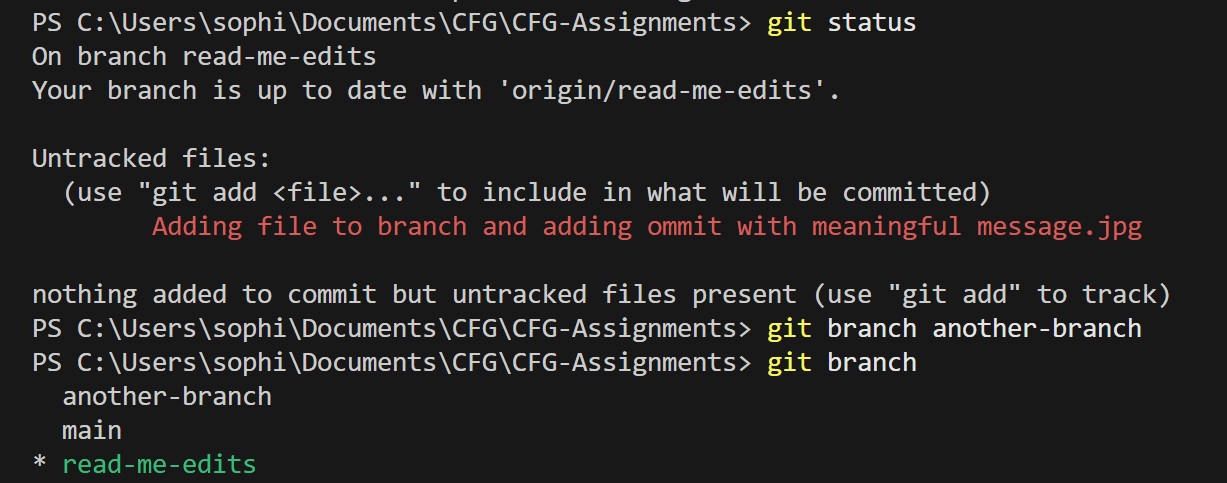 PS C:\Users\sophi\Documents\CFG\CFG-Assignments> git status
On branch read-me-edits
Your branch is up to date with 'origin/read-me-edits'.
Untracked files:
(use "git add <file>..." to include in what will be committed)
Adding file to branch and adding ommit with meaningful message.jpg
nothing added to commit but untracked files present (use "git add" to track)
PS C:\Users\sophi\Documents\CFG\CFG-Assignments> git branch another-branch
PS C:\Users\sophi\Documents\CFG\CFG-Assignments> git branch
another-branch
main
* read-me-edits